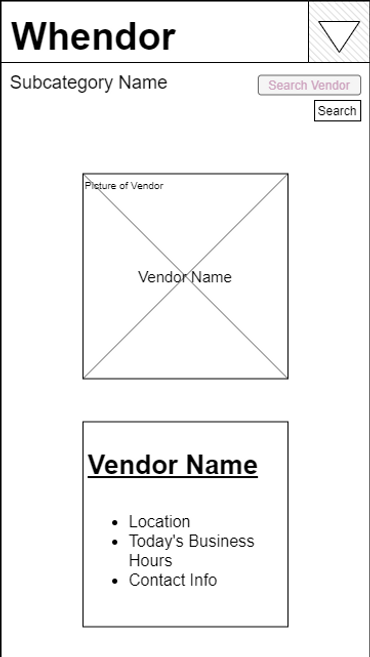 Whendor
Subcategory Name
Search Vendor
Search
Picture of Vendor
Vendor Name
Vendor Name
Location
Today's Business
Hours
Contact Info